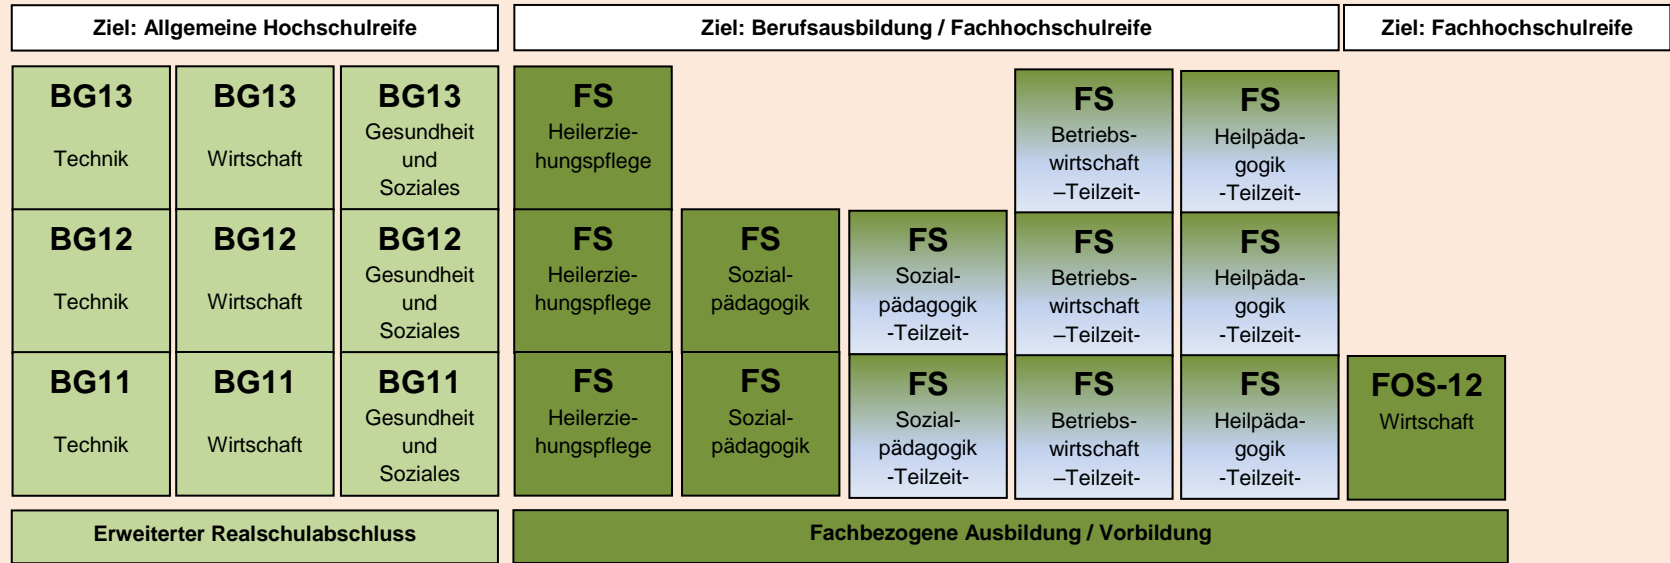 Ziel: Allgemeine Hochschulreife
Ziel: Berufsausbildung / Fachhochschulreife
Ziel: Fachhochschulreife
BG13
Technik
BG13
Wirtschaft
BG13
Gesundheit
und
Soziales
FS
Heilerzie-
hungspflege
FS
Betriebs-
wirtschaft
–Teilzeit-
FS
Heilpäda-
gogik
-Teilzeit-
BG12
Technik
BG12
Wirtschaft
BG12
Gesundheit
und
Soziales
FS
Heilerzie-
hungspflege
FS
Sozial-
pädagogik
FS
Sozial-
pädagogik
-Teilzeit-
FS
Betriebs-
wirtschaft
–Teilzeit-
FS
Heilpäda-
gogik
-Teilzeit-
BG11
Technik
BG11
Wirtschaft
BG11
Gesundheit
und
Soziales
FS
Heilerzie-
hungspflege
FS
Sozial-
pädagogik
FS
Sozial-
pädagogik
-Teilzeit-
FS
Betriebs-
wirtschaft
–Teilzeit-
FS
Heilpäda-
gogik
-Teilzeit-
FOS-12
Wirtschaft
Erweiterter Realschulabschluss
Fachbezogene Ausbildung / Vorbildung